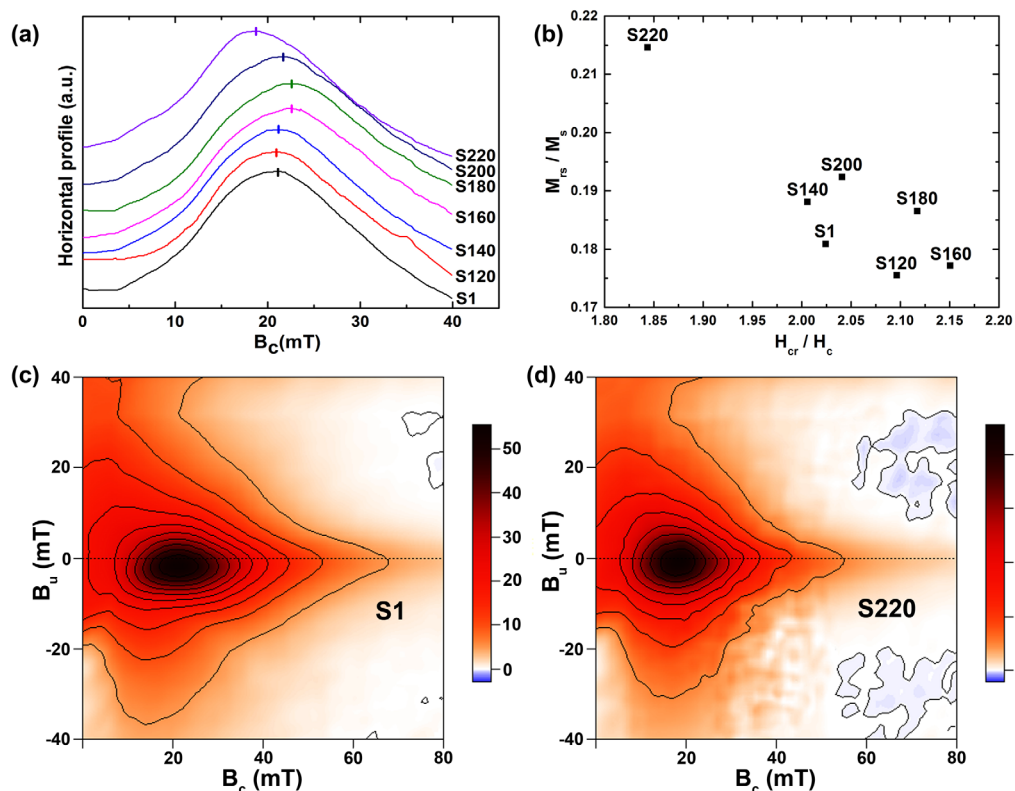 (a)
Horizontal profile (a.u.)
S220
S200
S180
S160
S140
S120
S1
0 10 20 30 40
Bc(mT)
(b)
Mrs / Ms
0.22
0.21
0.20
0.19
0.18
0.17
S220
S200
S140
S180
S1
S120
S160
1.80 1.85 1.90 1.95 2.00 2.05 2.10 2.15 2.20
Hcr / Hc
(c)
Bu (mT)
40
20
0
-20
-40
S1
0 20 40 60 80
Bc (mT)
50
40
30
20
10
0
(d)
Bu (mT)
40
20
0
-20
-40
S220
0 20 40 60 80
Bc (mT)